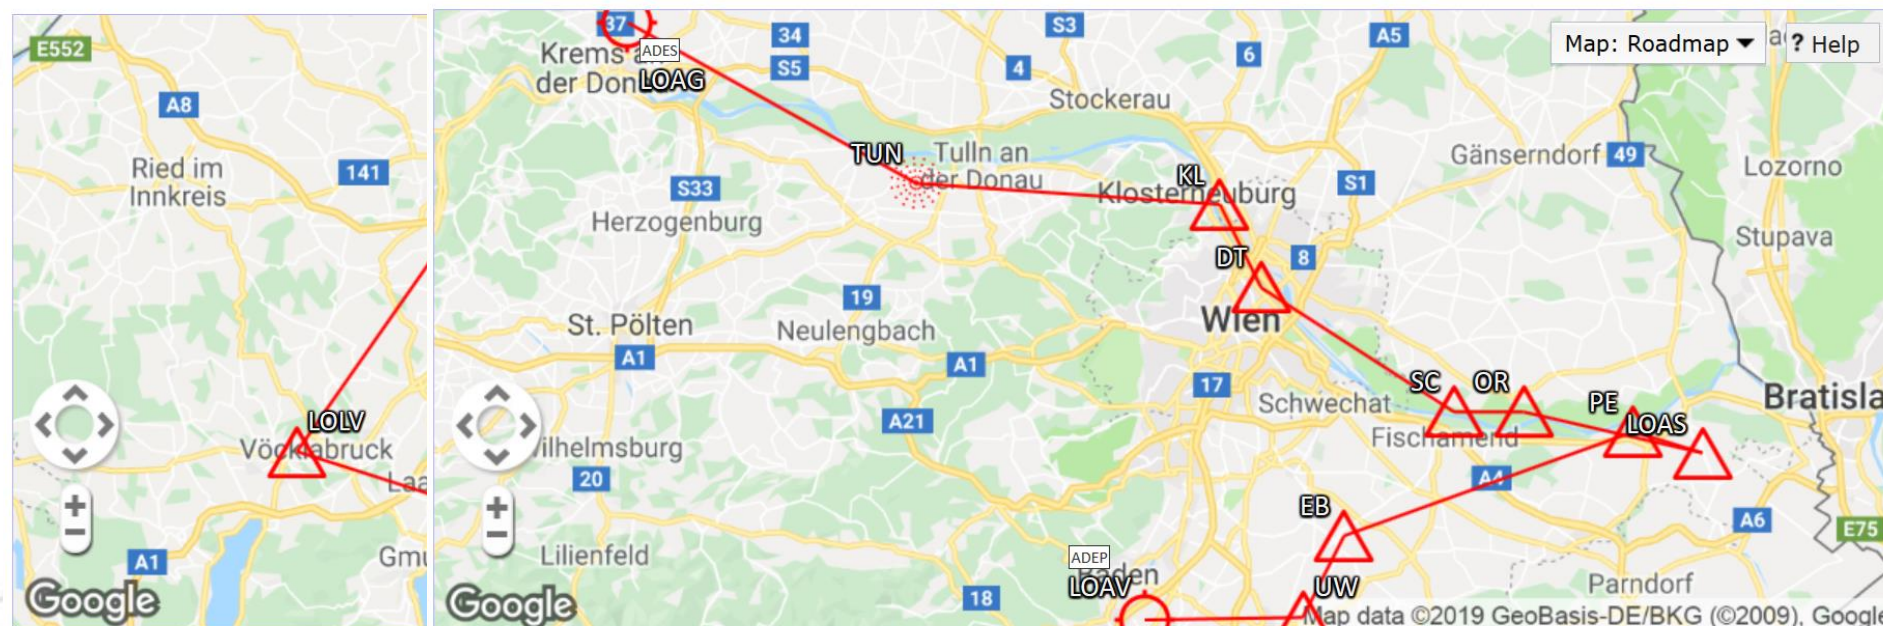 E552
A8
Ried im
Innkreis
141
LOLV
Vöcklabruck
Laa
A1
Gmu
Google
37
Krems a
der Don
ADES
LOAG
34
S5
S3
4
6
A5
Map: Roadmap
? Help
Stockerau
TUN
Tulln an
der Donau
S33
Herzogenburg
KL
Klosterneuburg
S1
Gänserndorf
49
Lozorno
Stupava
DT
8
Wien
19
St. Pölten
Neulengbach
A1
A1
17
Schwechat
SC
OR
PE
LOAS
Bratisla
A21
Fischamend
ilhelmsburg
20
A4
EB
A6
E75
Lilienfeld
ADEP
Baden
LOAV
UW
18
Parndorf
Google
Map data ©2019 GeoBasis-DE/BKG (©2009), Google